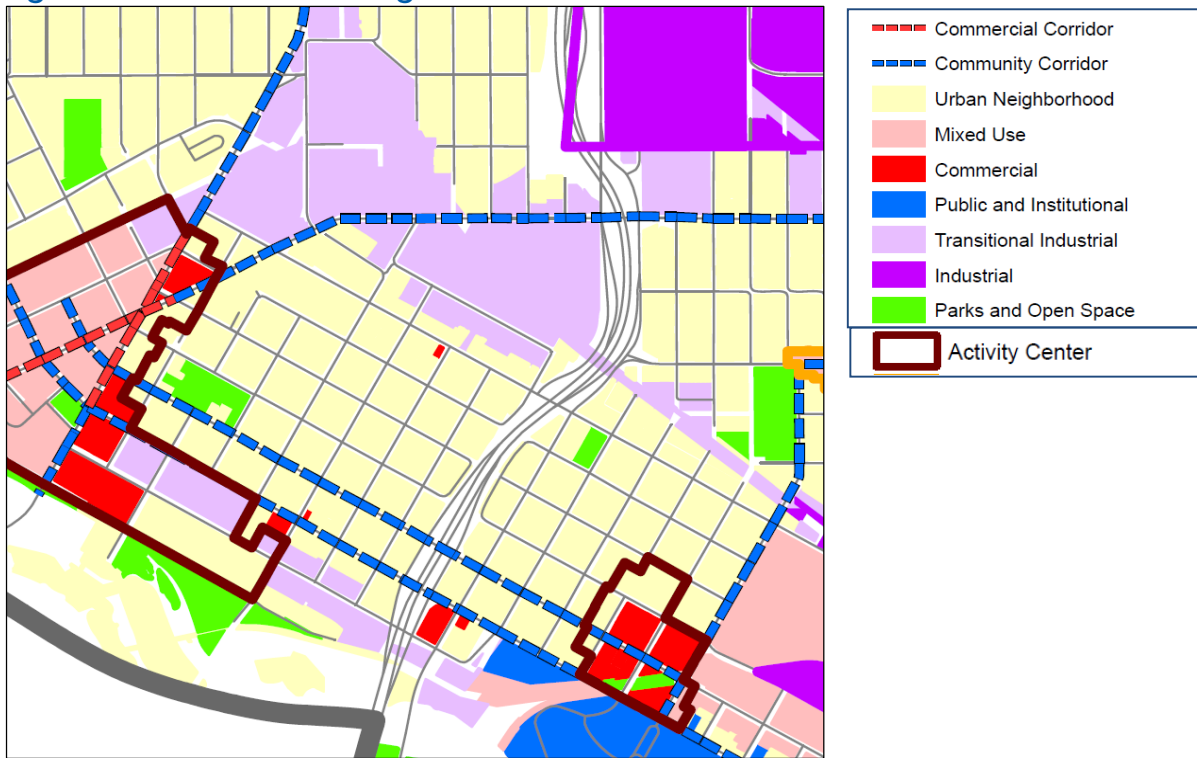 Commercial Corridor
Community Corridor
Urban Neighborhood
Mixed Use
Commercial
Public and Institutional
Transitional Industrial
Industrial
Parks and Open Space
Activity Center